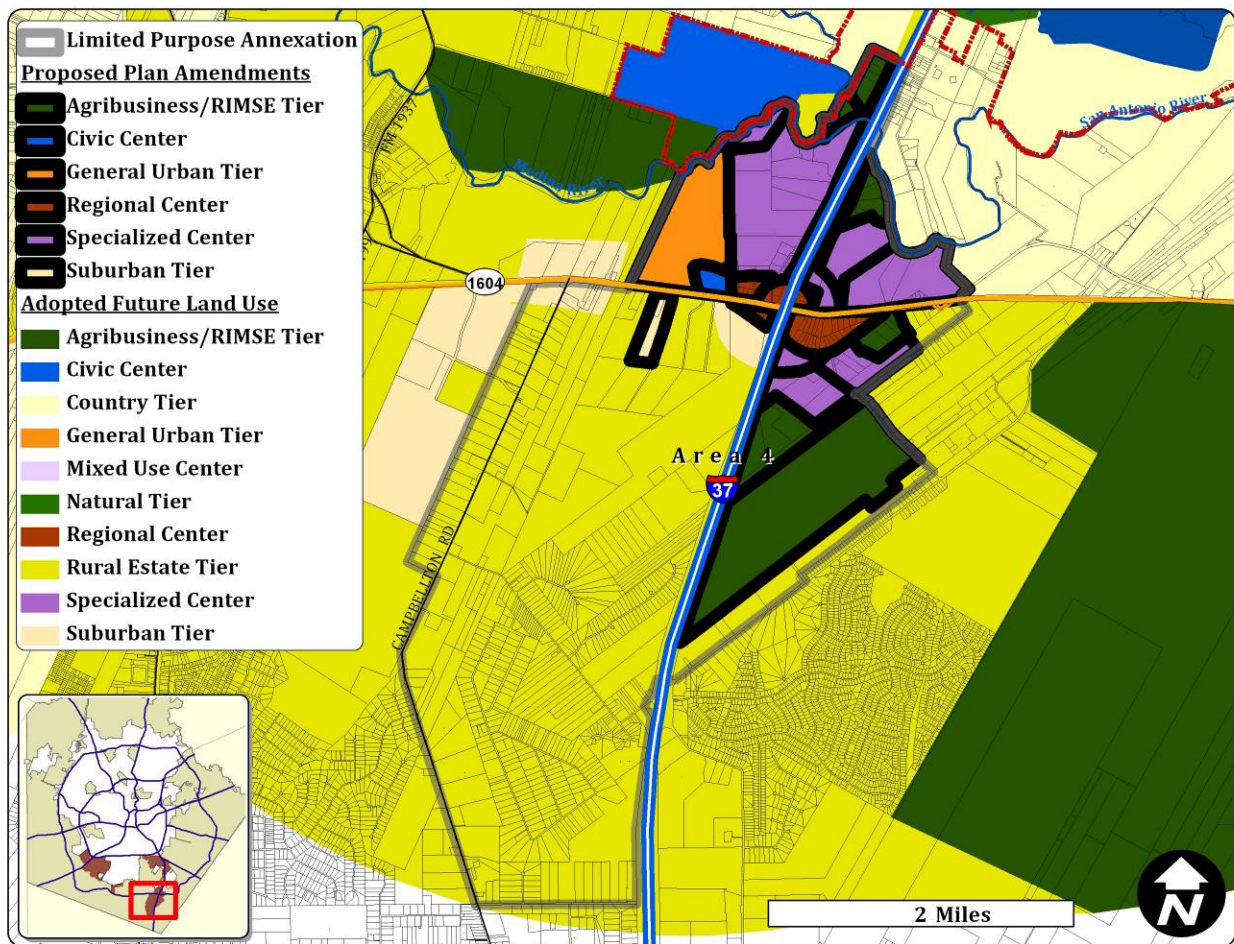 Limited Purpose Annexation
Proposed Plan Amendments
Agribusiness/RIMSE Tier
Civic Center
General Urban Tier
Regional Center
Specialized Center
Suburban Tier
Adopted Future Land Use
Agribusiness/RIMSE Tier
Civic Center
Country Tier
General Urban Tier
Mixed Use Center
Natural Tier
Regional Center
Rural Estate Tier
Specialized Center
Suburban Tier
FM 1937
Medina River
San Antonio River
1604
Area 4
37
CAMPBELLTON RD
2 Miles
N